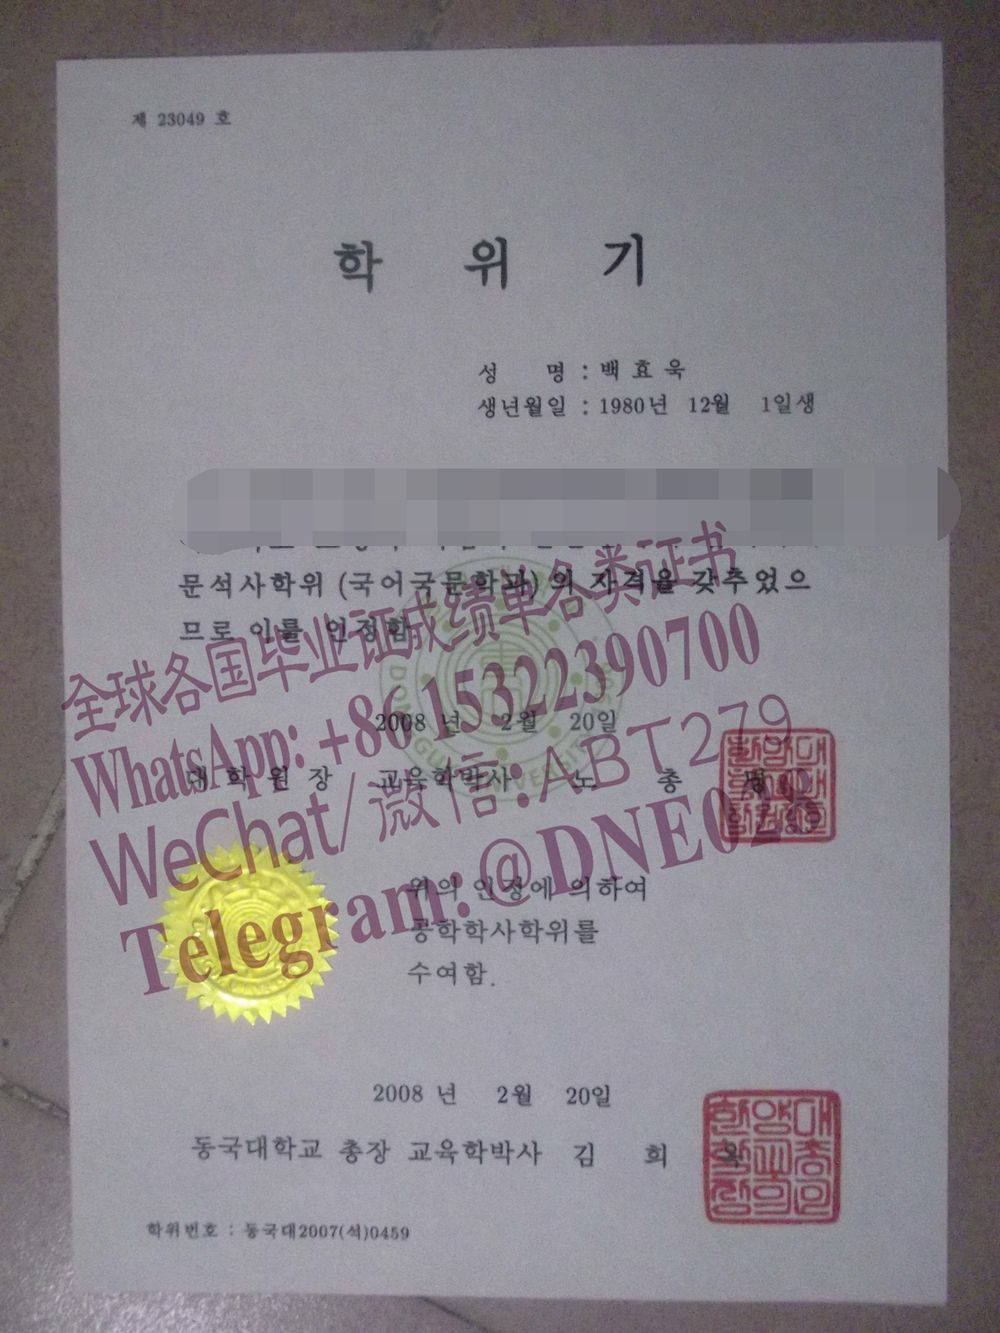 제 23049 호
학 위 기
성 명 : 백 효 욱
생년월일 : 1980년 12월 1일생
문석사학위 (국어국문학과) 의 자격을 갖추었으
므로 이를 인정함
2008 년 2월 20일
대 학 원 장 교육학박사 노 총
위의 인정에 의하여
공학학사학위를
수여함.
2008 년 2월 20일
동국대학교 총장 교육학박사 김 희 옥
학위번호 : 동국대2007(석)0459
全球各国毕业证成绩单各类证书
WhatsApp: +86 15322390700
WeChat/微信:ABT279
Telegram:@DNE028